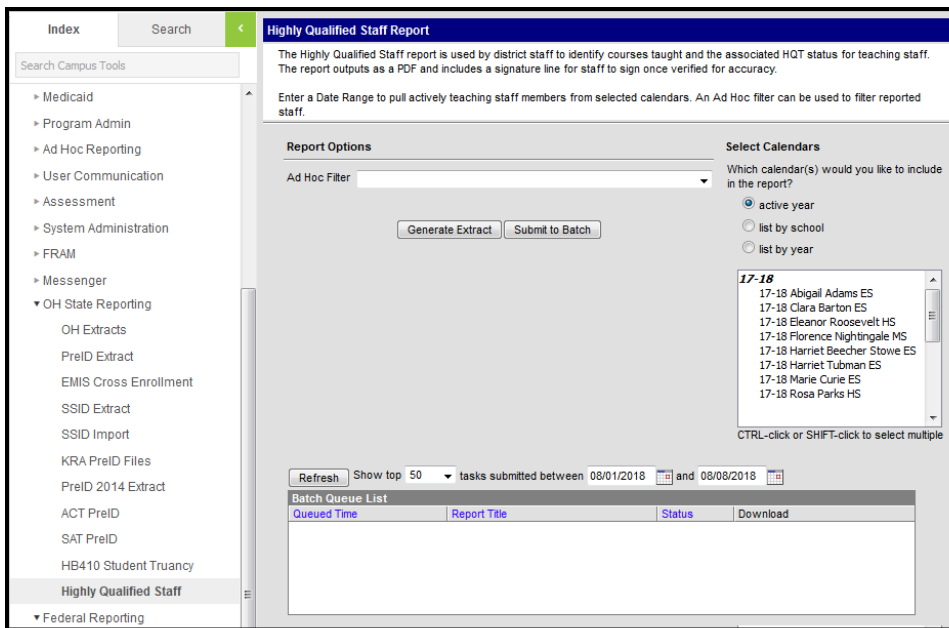 Index
Search
<
Search Campus Tools
Medicaid
Program Admin
Ad Hoc Reporting
User Communication
Assessment
System Administration
FRAM
Messenger
OH State Reporting
OH Extracts
PreID Extract
EMIS Cross Enrollment
SSID Extract
SSID Import
KRA PreID Files
PreID 2014 Extract
ACT PreID
SAT PreID
HB410 Student Truancy
Highly Qualified Staff
Federal Reporting
Highly Qualified Staff Report
The Highly Qualified Staff report is used by district staff to identify courses taught and the associated HQT status for teaching staff.
The report outputs as a PDF and includes a signature line for staff to sign once verified for accuracy.
Enter a Date Range to pull actively teaching staff members from selected calendars. An Ad Hoc filter can be used to filter reported
staff.
Report Options
Ad Hoc Filter
Generate Extract
Submit to Batch
Select Calendars
Which calendar(s) would you like to include
in the report?
active year
list by school
list by year
17-18
17-18 Abigail Adams ES
17-18 Clara Barton ES
17-18 Eleanor Roosevelt HS
17-18 Florence Nightingale MS
17-18 Harriet Beecher Stowe ES
17-18 Harriet Tubman ES
17-18 Marie Curie ES
17-18 Rosa Parks HS
CTRL-click or SHIFT-click to select multiple
Refresh Show top 50 tasks submitted between 08/01/2018 and 08/08/2018
Batch Queue List
Queued Time Report Title Status Download